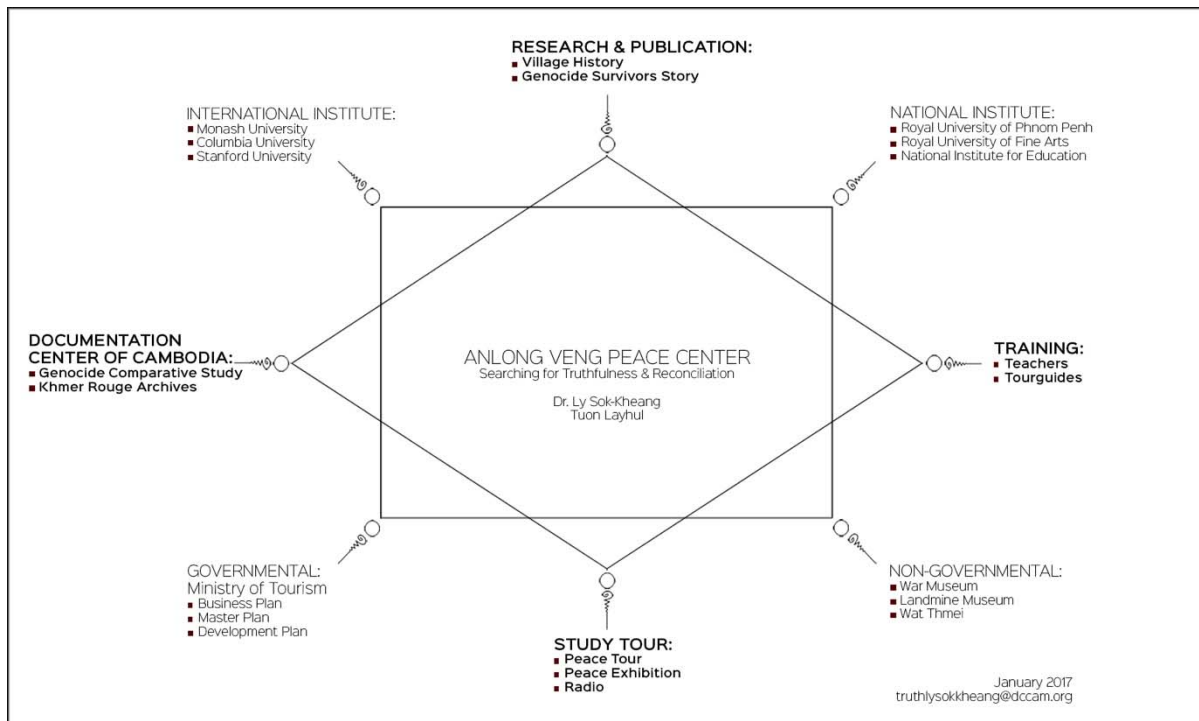 RESEARCH & PUBLICATION:
Village History
Genocide Survivors Story
INTERNATIONAL INSTITUTE:
Monash University
Columbia University
Stanford University
NATIONAL INSTITUTE:
Royal University of Phnom Penh
Royal University of Fine Arts
National Institute for Education
DOCUMENTATION
CENTER OF CAMBODIA:
Genocide Comparative Study
Khmer Rouge Archives
ANLONG VENG PEACE CENTER
Searching for Truthfulness & Reconciliation
Dr. Ly Sok-Kheang
Tuon Layhul
TRAINING:
Teachers
Tourguides
GOVERNMENTAL:
Ministry of Tourism
Business Plan
Master Plan
Development Plan
STUDY TOUR:
Peace Tour
Peace Exhibition
Radio
NON-GOVERNMENTAL:
War Museum
Landmine Museum
Wat Thmei
January 2017
truthlysokkheang@dccam.org